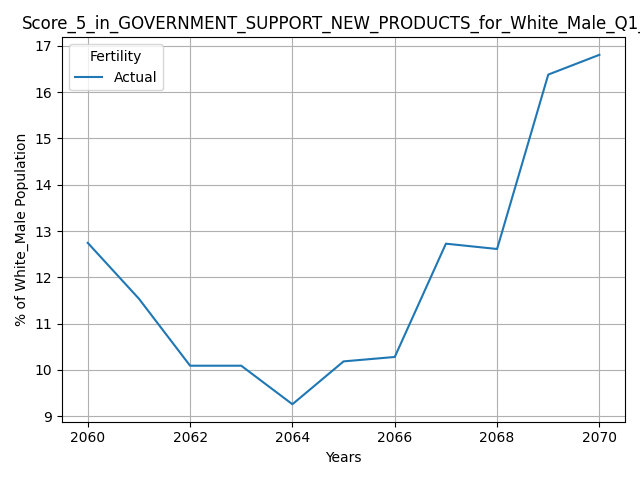 Score_5_in_GOVERNMENT_SUPPORT_NEW_PRODUCTS_for_White_Male_Q1_
Fertility
Actual
17
16
15
14
13
12
11
10
9
% of White_Male Population
2060 2062 2064 2066 2068 2070
Years